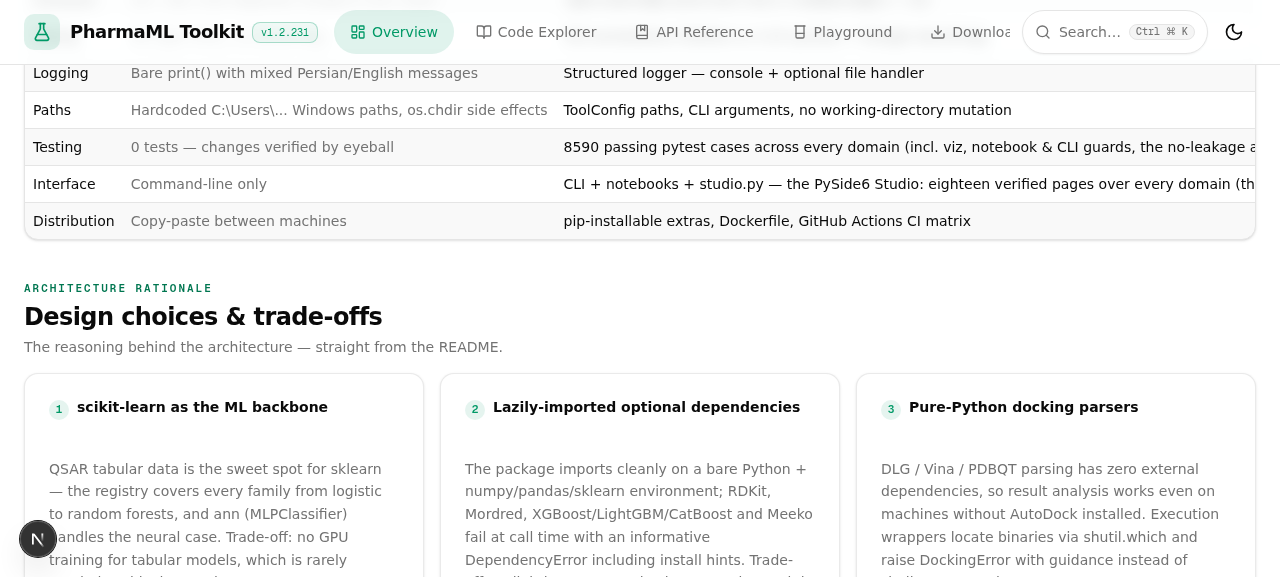 PharmaML Toolkit v1.2.231 Overview Code Explorer API Reference Playground Downloa Search... Ctrl ⌘ K
Logging Bare print() with mixed Persian/English messages Structured logger — console + optional file handler
Paths Hardcoded C:\Users\... Windows paths, os.chdir side effects ToolConfig paths, CLI arguments, no working-directory mutation
Testing 0 tests — changes verified by eyeball 8590 passing pytest cases across every domain (incl. viz, notebook & CLI guards, the no-leakage a
Interface Command-line only CLI + notebooks + studio.py — the PySide6 Studio: eighteen verified pages over every domain (th
Distribution Copy-paste between machines pip-installable extras, Dockerfile, GitHub Actions CI matrix
ARCHITECTURE RATIONALE
Design choices & trade-offs
The reasoning behind the architecture — straight from the README.
1 scikit-learn as the ML backbone
QSAR tabular data is the sweet spot for sklearn
— the registry covers every family from logistic
to random forests, and ann (MLPClassifier)
handles the neural case. Trade-off: no GPU
training for tabular models, which is rarely
2 Lazily-imported optional dependencies
The package imports cleanly on a bare Python +
numpy/pandas/sklearn environment; RDKit,
Mordred, XGBoost/LightGBM/CatBoost and Meeko
fail at call time with an informative
DependencyError including install hints. Trade-
3 Pure-Python docking parsers
DLG / Vina / PDBQT parsing has zero external
dependencies, so result analysis works even on
machines without AutoDock installed. Execution
wrappers locate binaries via shutil.which and
raise DockingError with guidance instead of